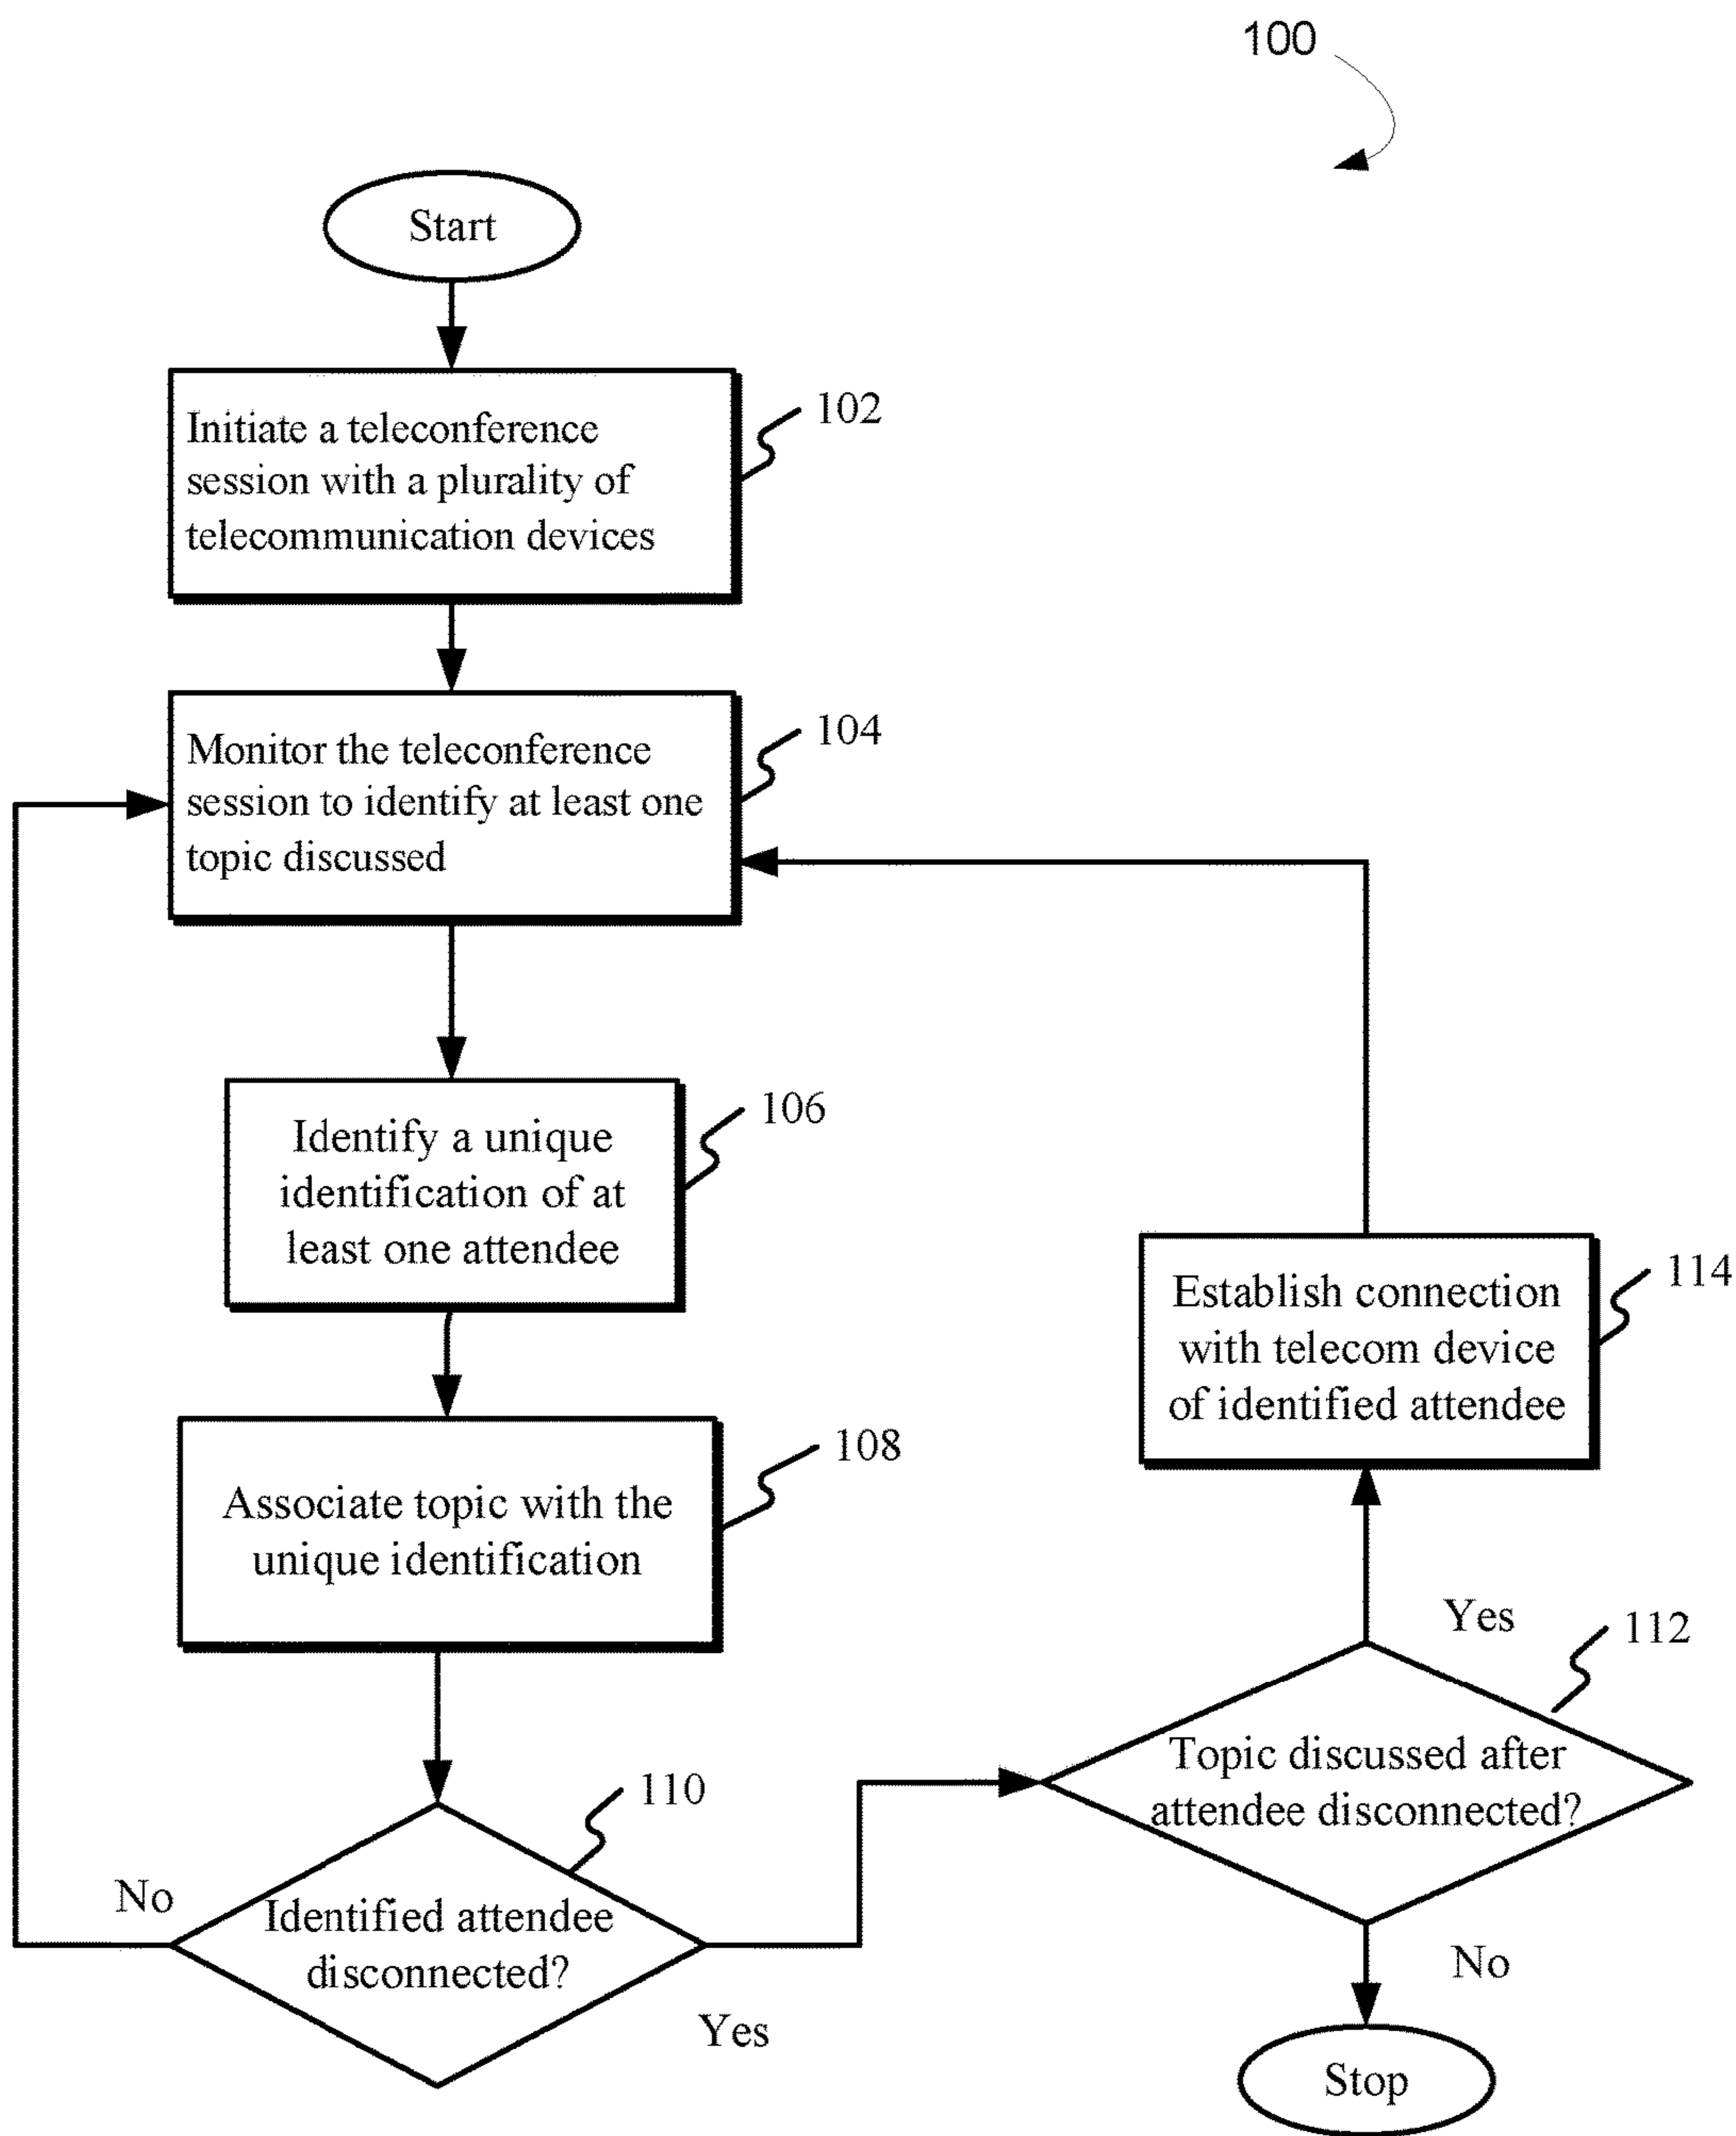 100
Start
Initiate a teleconference
session with a plurality of
telecommunication devices
102
Monitor the teleconference
session to identify at least one
topic discussed
104
Identify a unique
identification of at
least one attendee
106
Associate topic with the
unique identification
108
Identified attendee
disconnected?
110
No
Yes
Topic discussed after
attendee disconnected?
112
Yes
No
Establish connection
with telecom device
of identified attendee
114
Stop